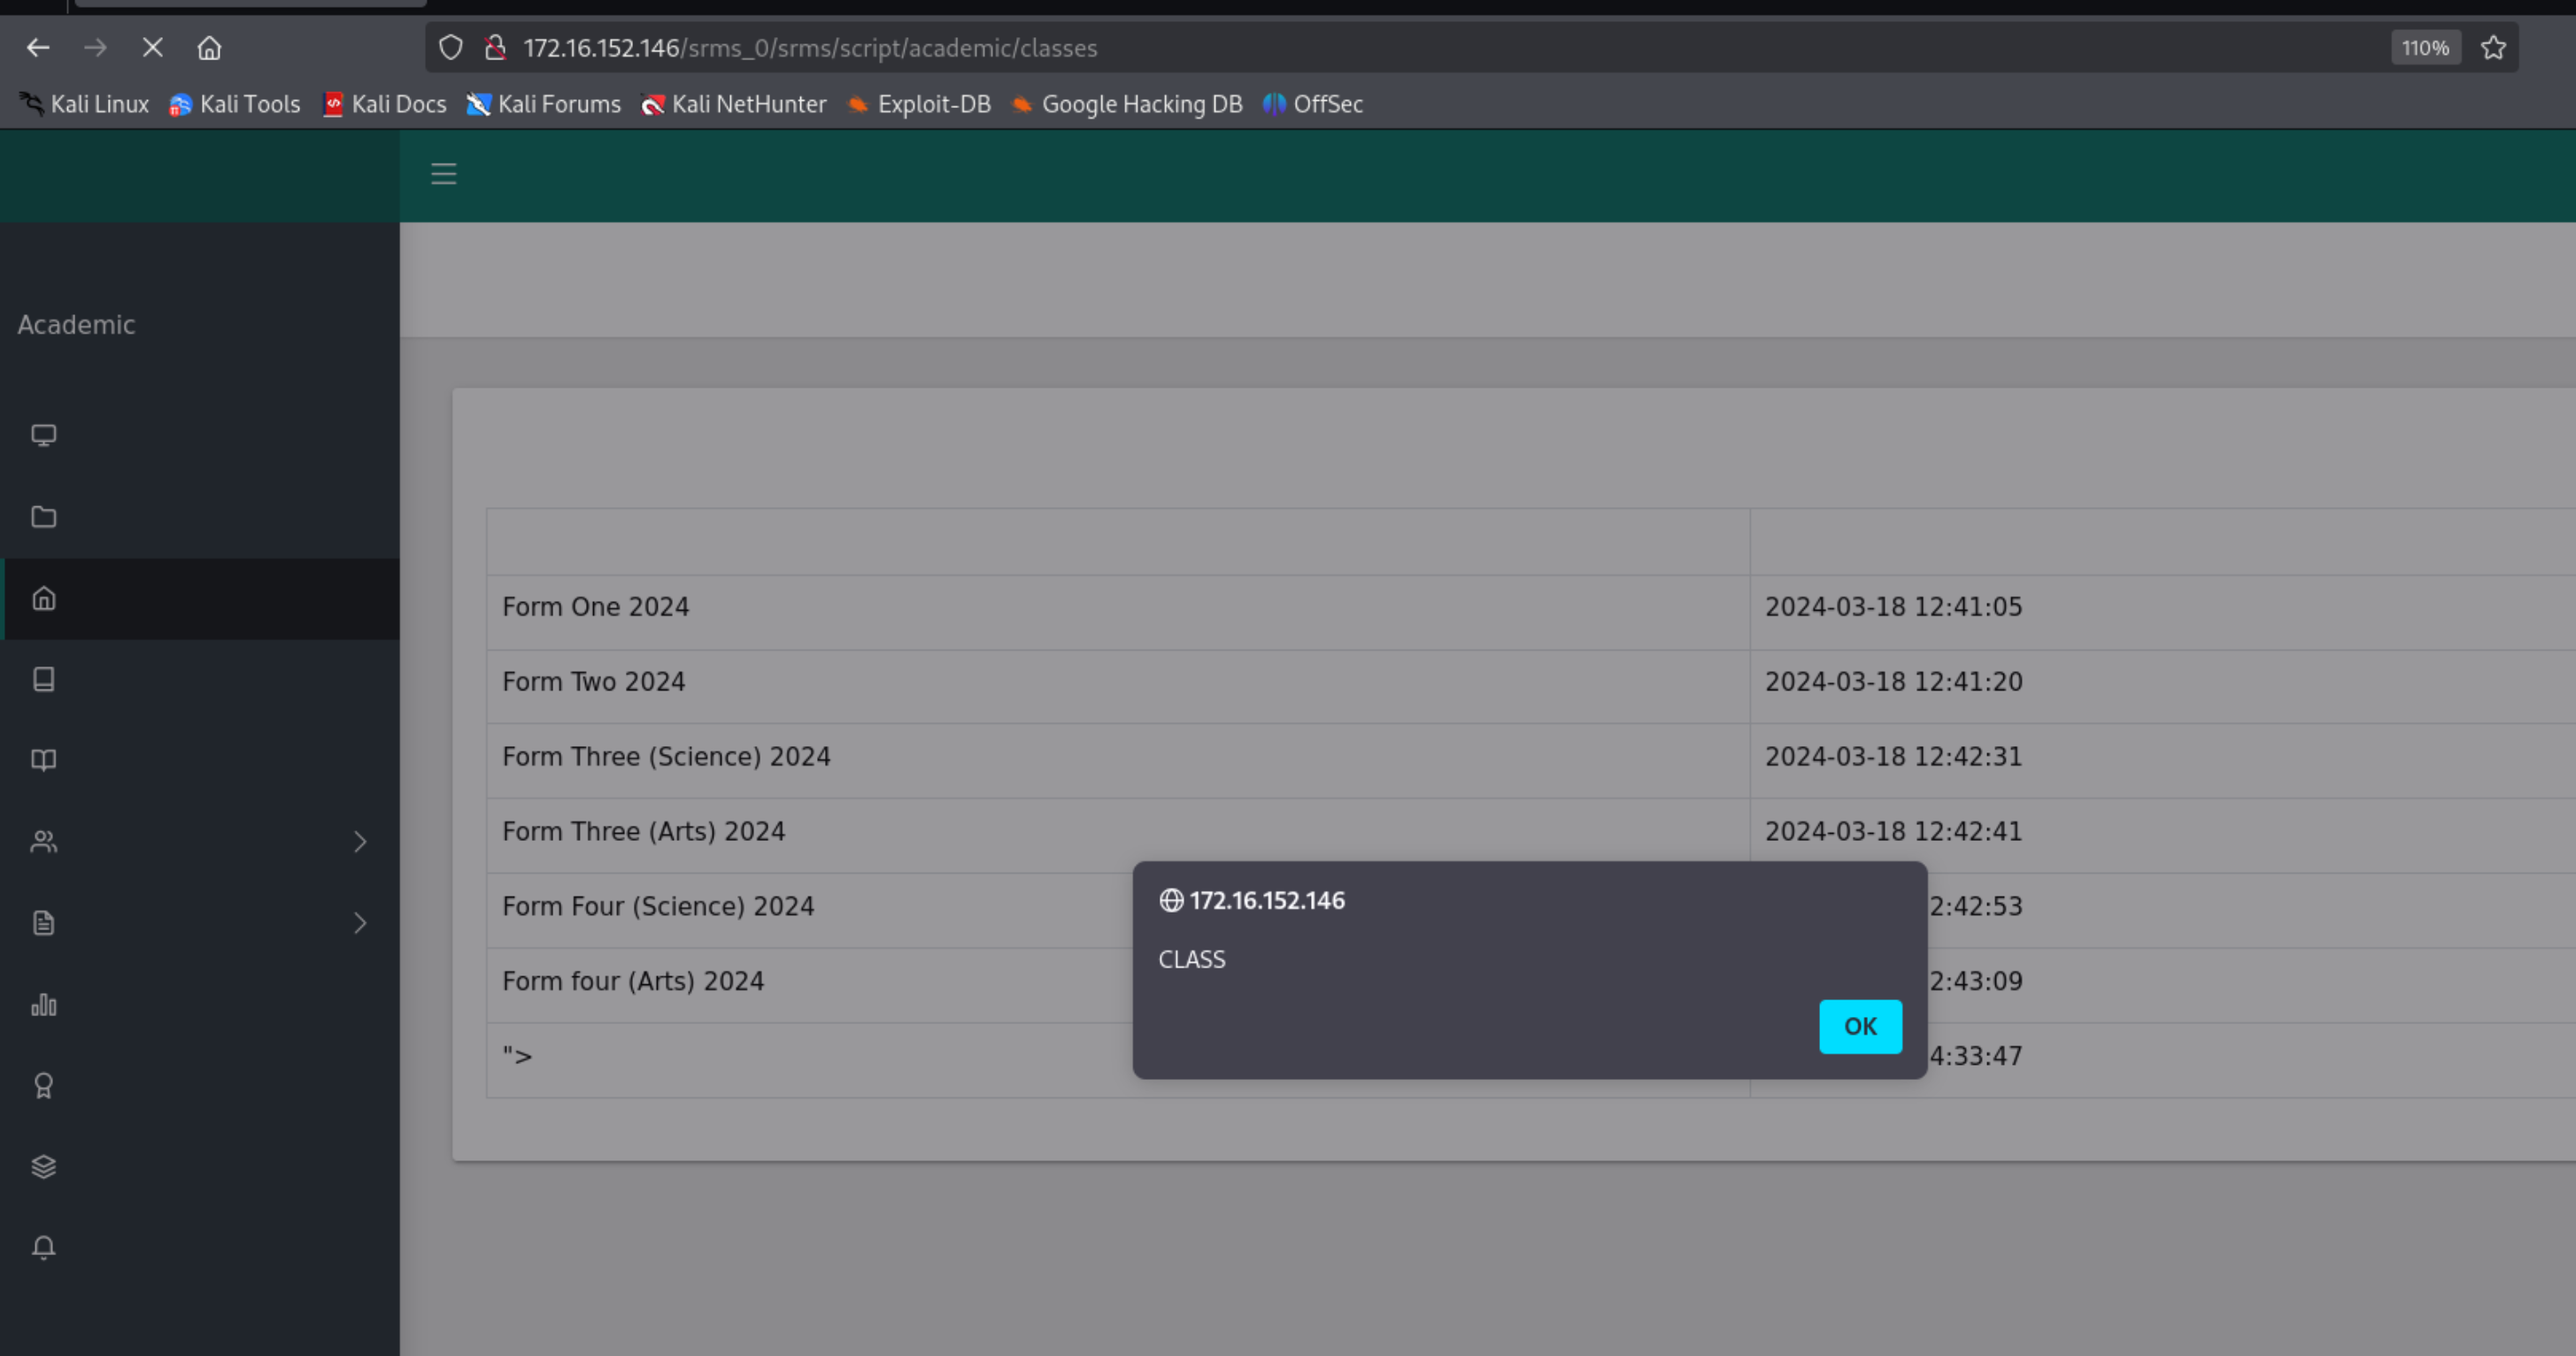 172.16.152.146/srms_0/srms/script/academic/classes
110%
Kali Linux Kali Tools Kali Docs Kali Forums Kali NetHunter Exploit-DB Google Hacking DB OffSec
Academic
Form One 2024 2024-03-18 12:41:05
Form Two 2024 2024-03-18 12:41:20
Form Three (Science) 2024 2024-03-18 12:42:31
Form Three (Arts) 2024 2024-03-18 12:42:41
Form Four (Science) 2024 2:42:53
Form four (Arts) 2024 2:43:09
"> 4:33:47
172.16.152.146
CLASS
OK